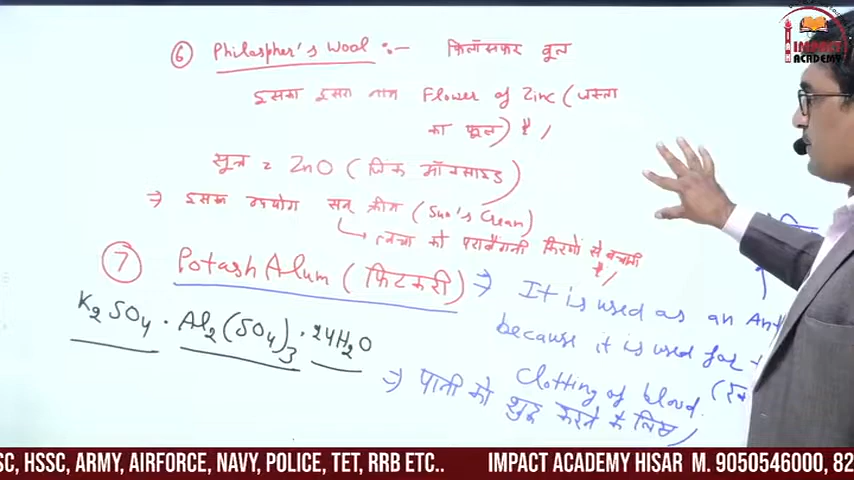 IMPACT
ACADEMY
⑥ Philaspher's Wool :- फिलॉसफर वूल
इसका दूसरा नाम Flower of Zinc (जस्ता
का फूल) है /
सूत्र = ZnO (जिंक ऑक्साइड)
⇒ इसका उपयोग सन् क्रीम (Sun's Cream)
↳ त्वचा को पराबैंगनी किरणों से बचाती
है /
⑦ Potash Alum (फिटकरी) ⇒ It is used as an Ant
because it is used for
clotting of blood.
K2SO4 . Al2(SO4)3 . 24H2O
⇒ पानी को शुद्ध करने के लिए /
SC, HSSC, ARMY, AIRFORCE, NAVY, POLICE, TET, RRB ETC.. IMPACT ACADEMY HISAR M. 9050546000, 82